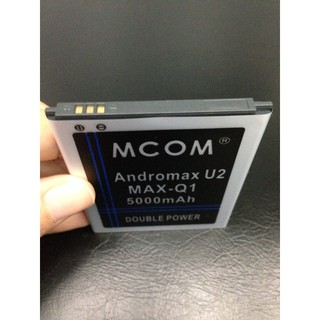 MCOM®
Andromax U2
MAX-Q1
5000mAh
DOUBLE POWER